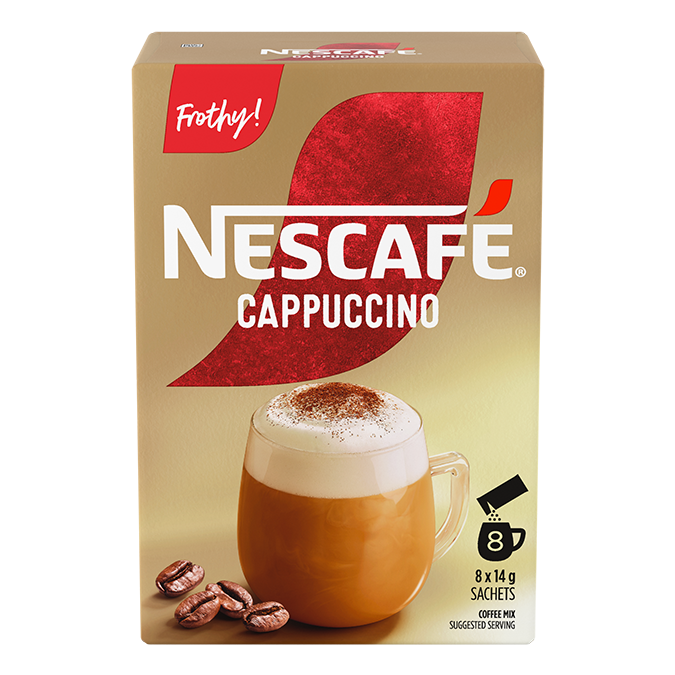 NESCAFÉ
CAPPUCCINO
Frothy!
NESCAFÉ®
CAPPUCCINO
8
8 x 14 g
SACHETS
COFFEE MIX
SUGGESTED SERVING